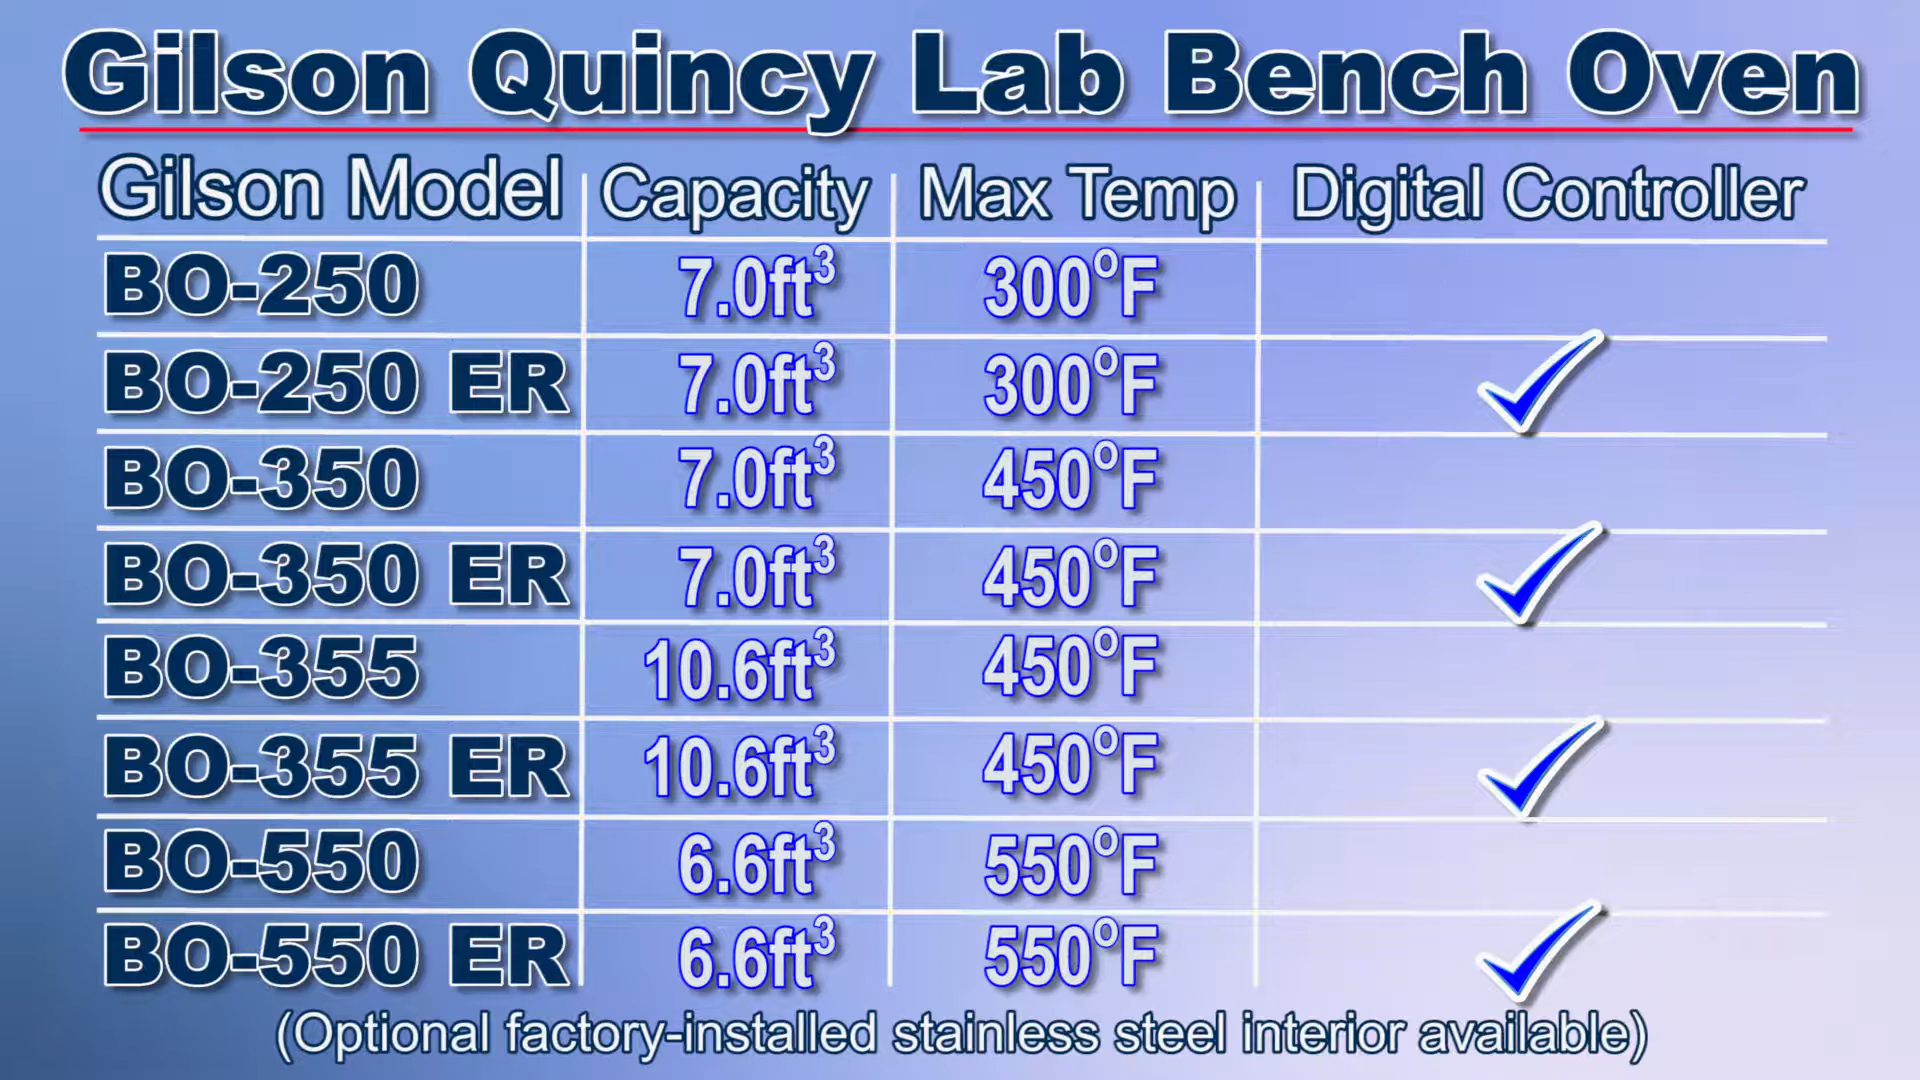 Gilson Quincy Lab Bench Oven
Gilson Model Capacity Max Temp Digital Controller
BO-250 7.0ft³ 300°F
BO-250 ER 7.0ft³ 300°F ✓
BO-350 7.0ft³ 450°F
BO-350 ER 7.0ft³ 450°F ✓
BO-355 10.6ft³ 450°F
BO-355 ER 10.6ft³ 450°F ✓
BO-550 6.6ft³ 550°F
BO-550 ER 6.6ft³ 550°F ✓
(Optional factory-installed stainless steel interior available)